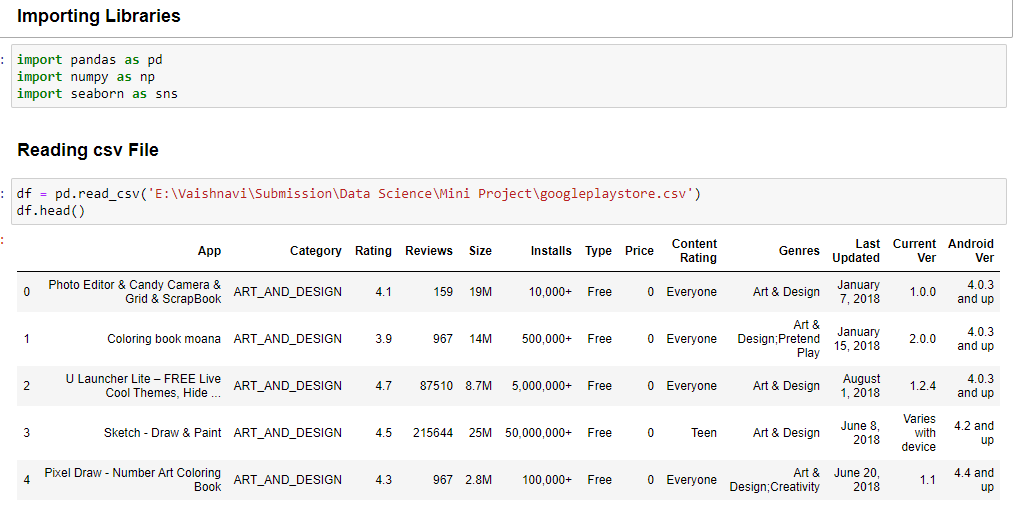 Importing Libraries
: import pandas as pd
import numpy as np
import seaborn as sns
Reading csv File
: df = pd.read_csv('E:\Vaishnavi\Submission\Data Science\Mini Project\googleplaystore.csv')
df.head()
:
App Category Rating Reviews Size Installs Type Price Content Rating Genres Last Updated Current Ver Android Ver
0 Photo Editor & Candy Camera & Grid & ScrapBook ART_AND_DESIGN 4.1 159 19M 10,000+ Free 0 Everyone Art & Design January 7, 2018 1.0.0 4.0.3 and up
1 Coloring book moana ART_AND_DESIGN 3.9 967 14M 500,000+ Free 0 Everyone Art & Design;Pretend Play January 15, 2018 2.0.0 4.0.3 and up
2 U Launcher Lite – FREE Live Cool Themes, Hide ... ART_AND_DESIGN 4.7 87510 8.7M 5,000,000+ Free 0 Everyone Art & Design August 1, 2018 1.2.4 4.0.3 and up
3 Sketch - Draw & Paint ART_AND_DESIGN 4.5 215644 25M 50,000,000+ Free 0 Teen Art & Design June 8, 2018 Varies with device 4.2 and up
4 Pixel Draw - Number Art Coloring Book ART_AND_DESIGN 4.3 967 2.8M 100,000+ Free 0 Everyone Art & Design;Creativity June 20, 2018 1.1 4.4 and up